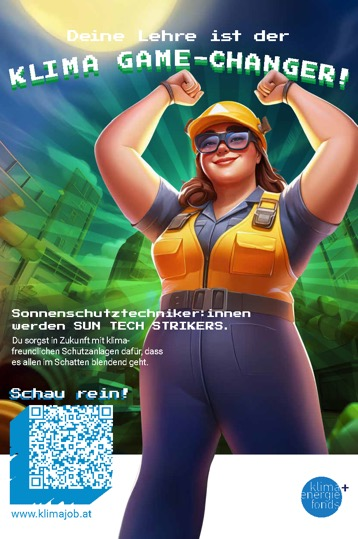 Deine Lehre ist der
KLIMA GAME-CHANGER!
Sonnenschutztechniker:innen
werden SUN TECH STRIKERS.
Du sorgst in Zukunft mit klima-
freundlichen Schutzanlagen dafür, dass
es allen im Schatten blendend geht.
Schau rein!
www.klimajob.at
klima+
energie
fonds